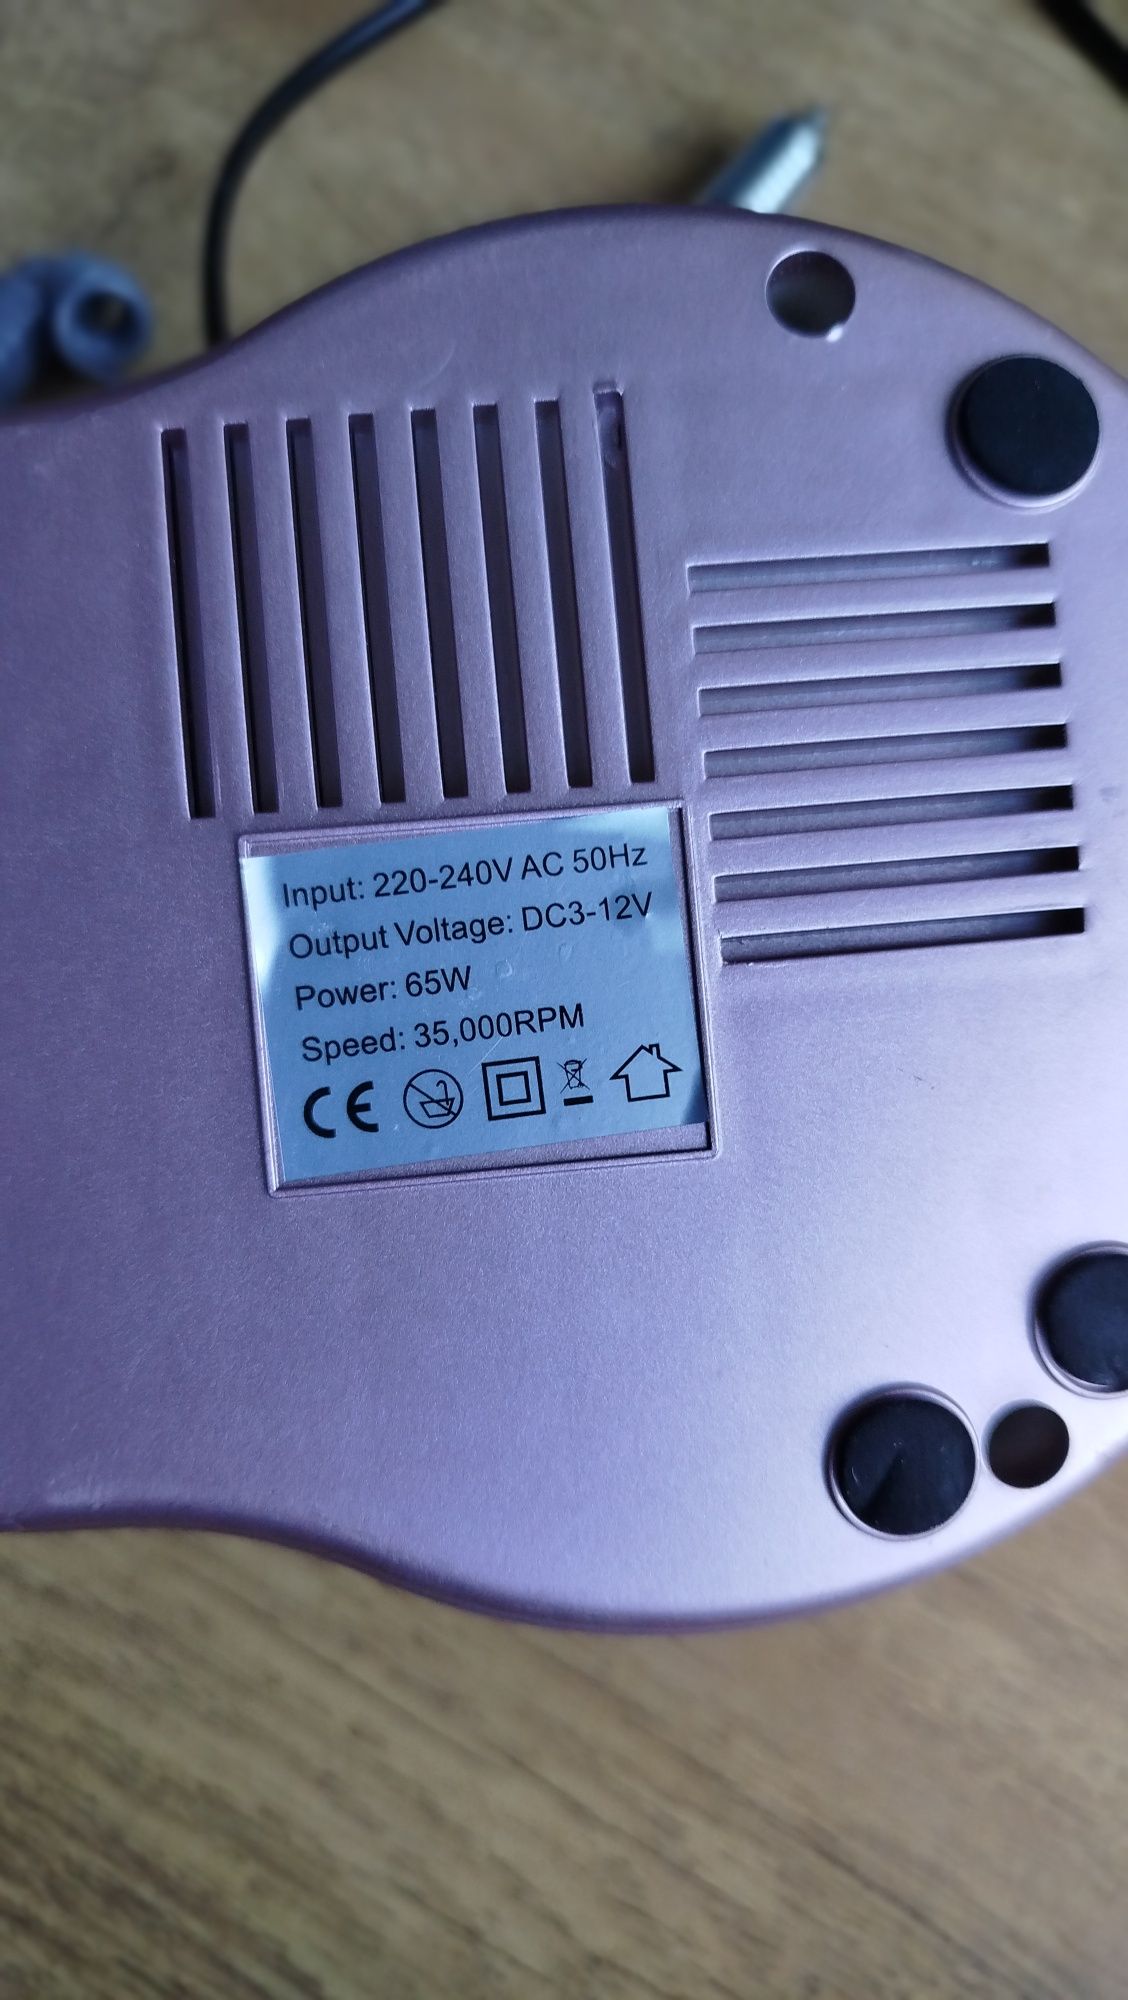 Input: 220-240V AC 50Hz
Output Voltage: DC3-12V
Power: 65W
Speed: 35,000RPM
CE